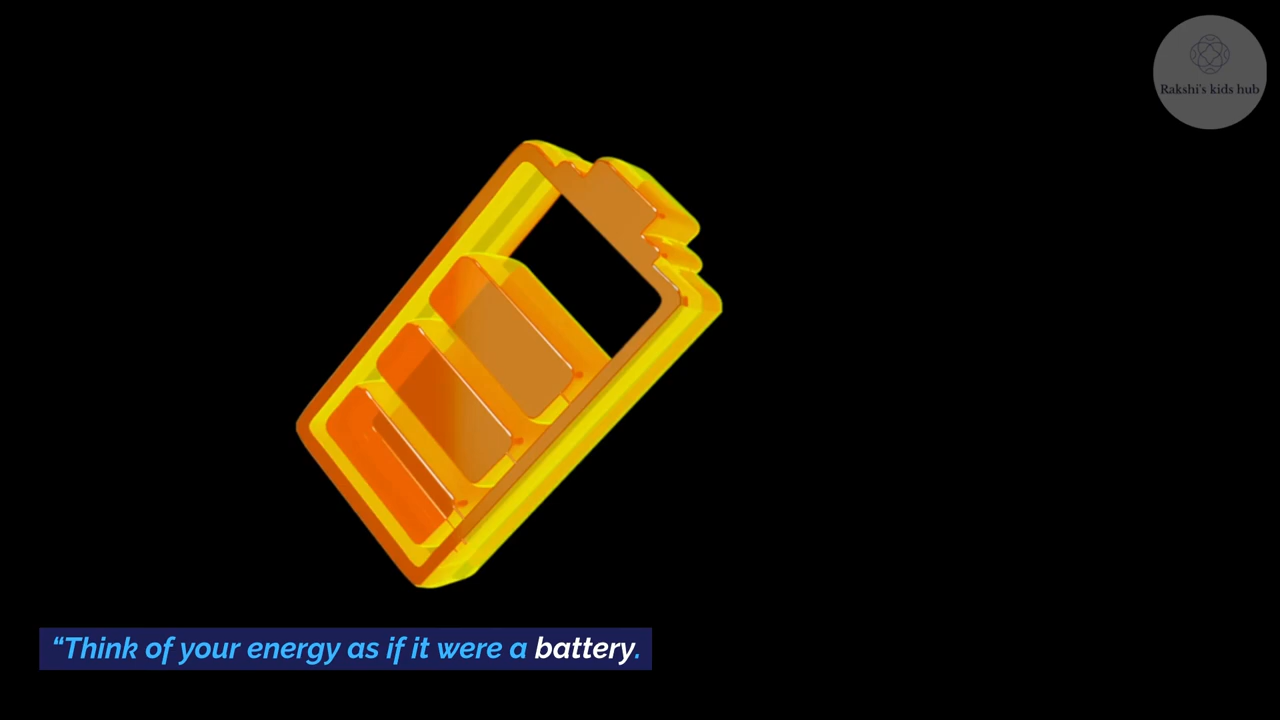 Rakshi's kids hub
“Think of your energy as if it were a battery.